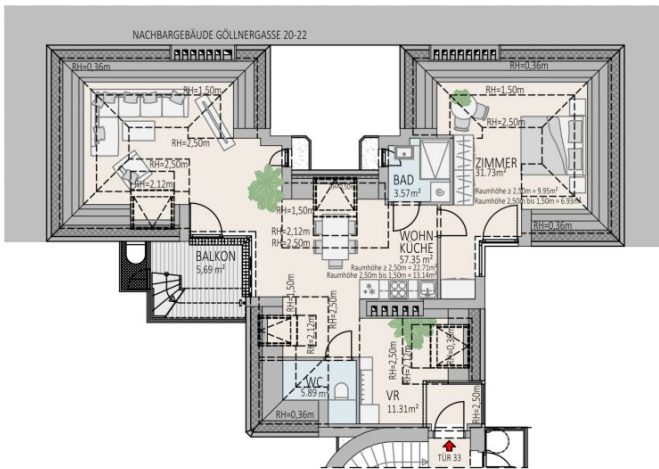 NACHBARGEBÄUDE GÖLLNERGASSE 20-22
RH=0,36m
RH=0,36m
RH=1,50m
RH=1,50m
RH=2,50m
RH=2,50m
RH=2,50m
ZIMMER
31.73m²
Raumhöhe ≥ 2,50m = 9.95m²
Raumhöhe 2,50m bis 1,50m = 6.93m²
BAD
3.57m²
RH=2,12m
RH=1,50m
RH=0,36m
RH=2,12m
RH=2,50m
WOHN
KÜCHE
57.35 m²
Raumhöhe ≥ 2,50m = 22.71m²
Raumhöhe 2,50m bis 1,50m = 13.14m²
BALKON
5,69 m²
RH=1,50m
RH=2,50m
RH=2,12m
RH=2,50m
RH=2,12m
RH=0,36m
WC
5.89 m²
VR
11.31m²
RH=0,36m
RH=2,50m
TÜR 33